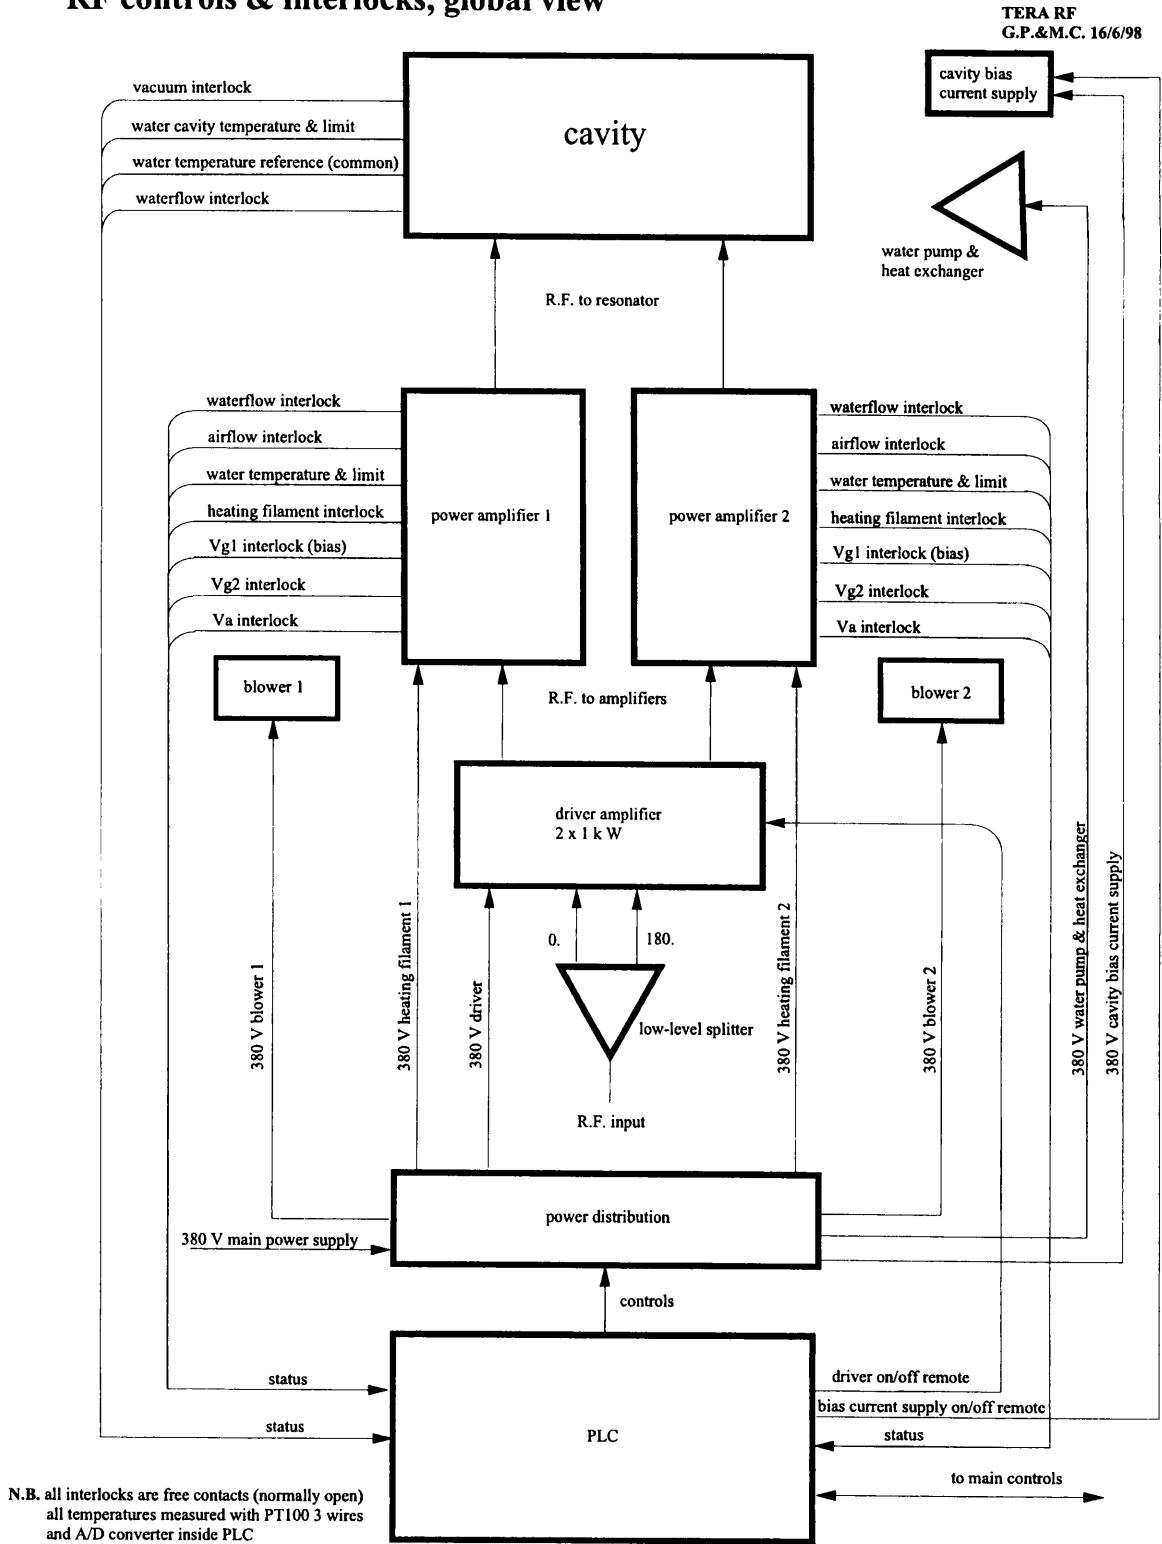 RF controls & interlocks, global view
TERA RF
G.P.&M.C. 16/6/98
cavity bias
current supply
vacuum interlock
water cavity temperature & limit
water temperature reference (common)
waterflow interlock
cavity
water pump &
heat exchanger
R.F. to resonator
waterflow interlock
airflow interlock
water temperature & limit
heating filament interlock
Vg1 interlock (bias)
Vg2 interlock
Va interlock
power amplifier 1
power amplifier 2
waterflow interlock
airflow interlock
water temperature & limit
heating filament interlock
Vg1 interlock (bias)
Vg2 interlock
Va interlock
blower 1
R.F. to amplifiers
blower 2
driver amplifier
2 x 1 k W
0.
180.
low-level splitter
R.F. input
380 V blower 1
380 V heating filament 1
380 V driver
380 V heating filament 2
380 V blower 2
380 V water pump & heat exchanger
380 V cavity bias current supply
power distribution
380 V main power supply
controls
status
status
PLC
driver on/off remote
bias current supply on/off remote
status
to main controls
N.B. all interlocks are free contacts (normally open)
all temperatures measured with PT100 3 wires
and A/D converter inside PLC